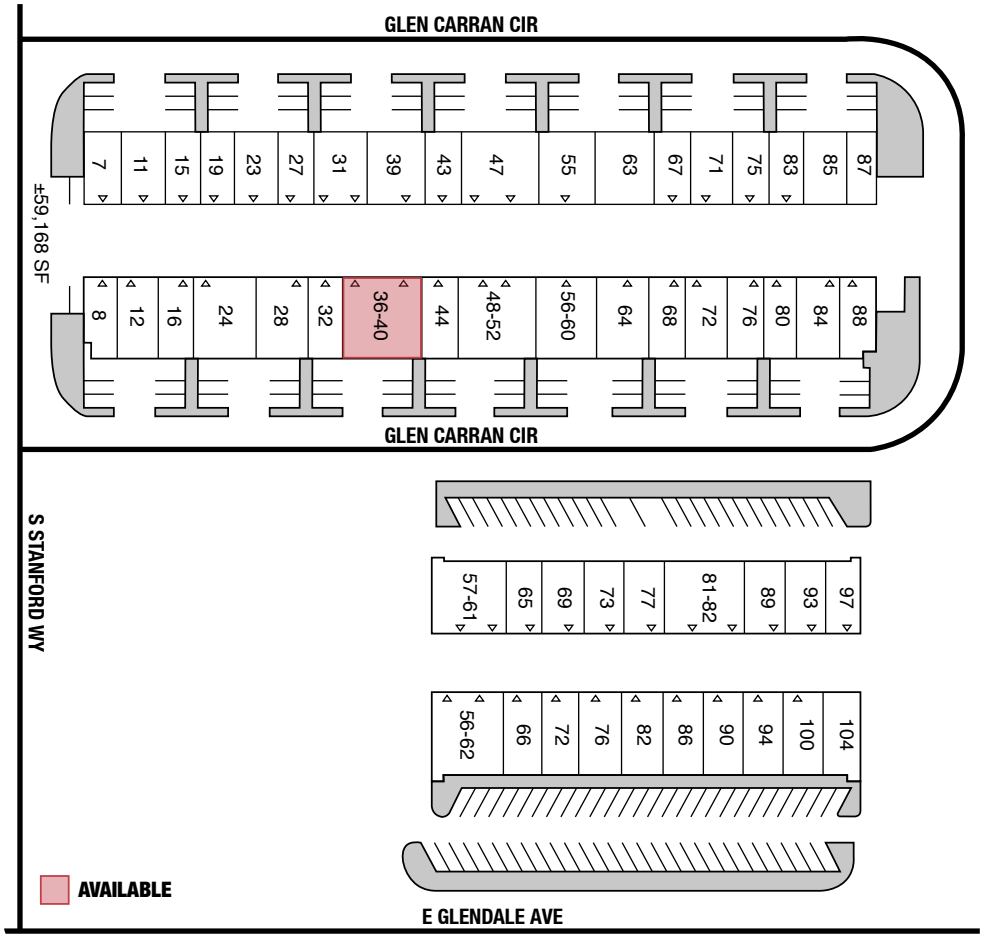 GLEN CARRAN CIR
7 11 15 19 23 27 31 39 43 47 55 63 67 71 75 83 85 87
±59,168 SF
8 12 16 24 28 32 36-40 44 48-52 56-60 64 68 72 76 80 84 88
GLEN CARRAN CIR
S STANFORD WY
57-61 65 69 73 77 81-82 89 93 97
56-62 66 72 76 82 86 90 94 100 104
AVAILABLE
E GLENDALE AVE